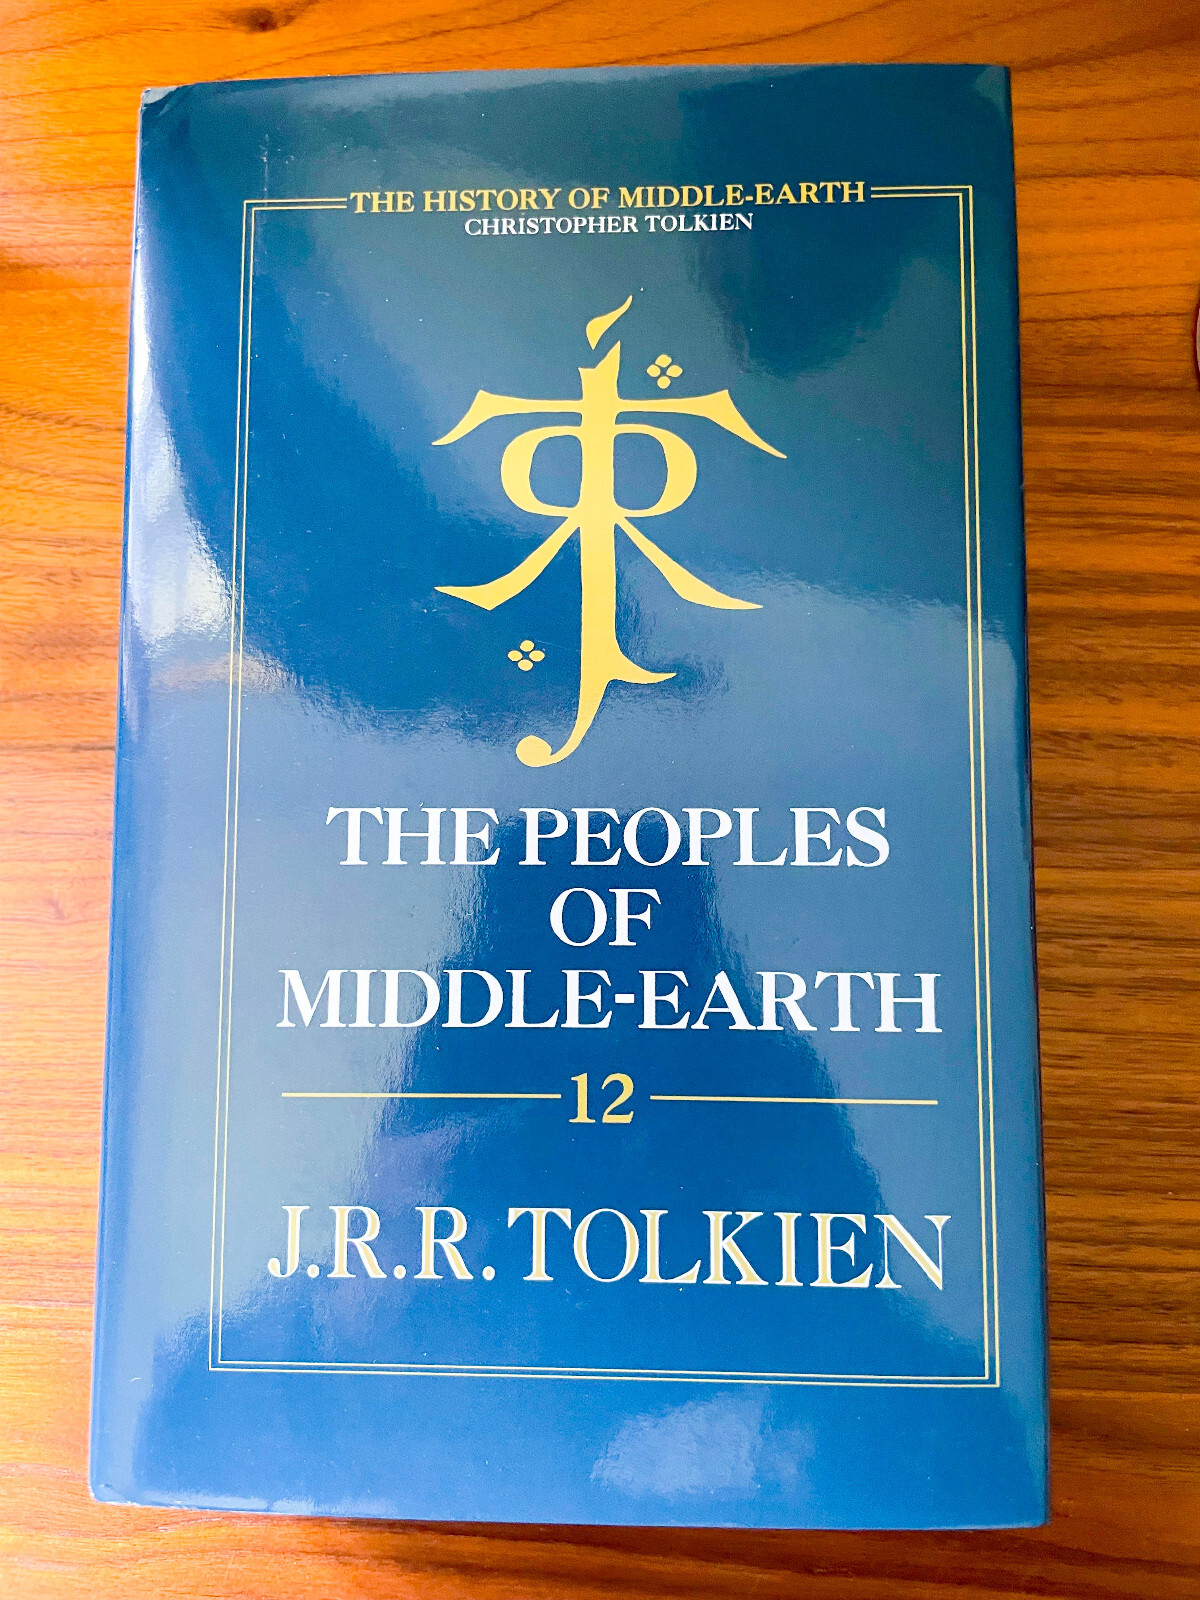 THE HISTORY OF MIDDLE-EARTH
CHRISTOPHER TOLKIEN
THE PEOPLES
OF
MIDDLE-EARTH
12
J.R.R. TOLKIEN